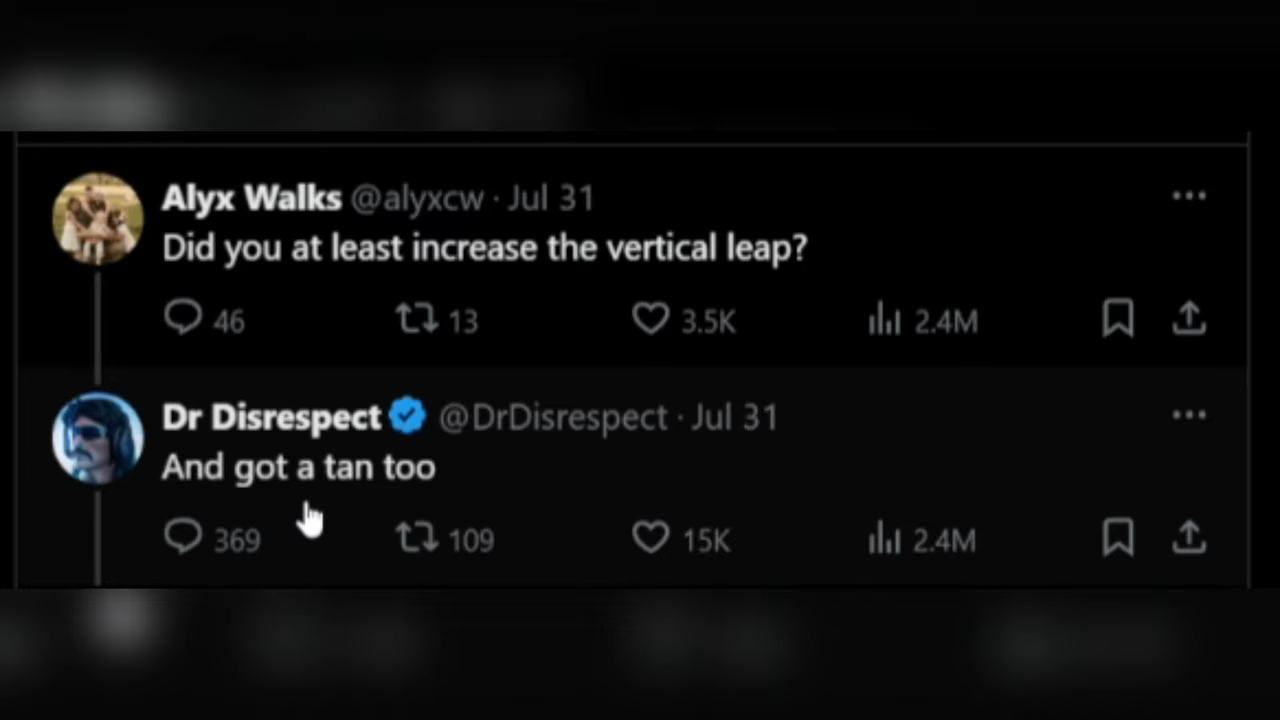 Alyx Walks @alyxcw · Jul 31
Did you at least increase the vertical leap?
46 13 3.5K 2.4M
Dr Disrespect @DrDisrespect · Jul 31
And got a tan too
369 109 15K 2.4M